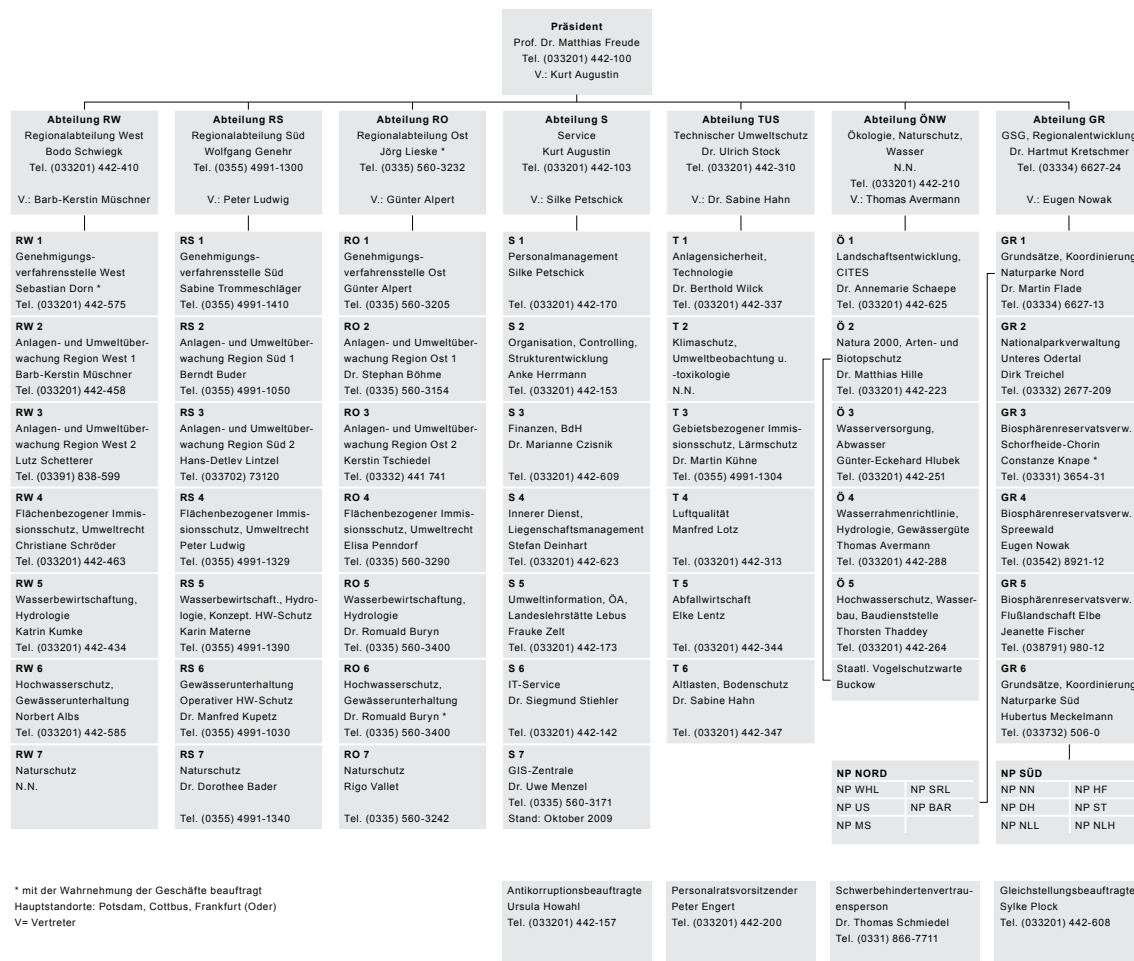 Präsident
Prof. Dr. Matthias Freude
Tel. (033201) 442-100
V.: Kurt Augustin
Abteilung RW
Regionalabteilung West
Bodo Schwiegk
Tel. (033201) 442-410
V.: Barb-Kerstin Müschner
Abteilung RS
Regionalabteilung Süd
Wolfgang Genehr
Tel. (0355) 4991-1300
V.: Peter Ludwig
Abteilung RO
Regionalabteilung Ost
Jörg Lieske *
Tel. (0335) 560-3232
V.: Günter Alpert
Abteilung S
Service
Kurt Augustin
Tel. (033201) 442-103
V.: Silke Petschick
Abteilung TUS
Technischer Umweltschutz
Dr. Ulrich Stock
Tel. (033201) 442-310
V.: Dr. Sabine Hahn
Abteilung ÖNW
Ökologie, Naturschutz,
Wasser
N.N.
Tel. (033201) 442-210
V.: Thomas Avermann
Abteilung GR
GSG, Regionalentwicklung
Dr. Hartmut Kretschmer
Tel. (03334) 6627-24
V.: Eugen Nowak
RW 1
Genehmigungs-
verfahrensstelle West
Sebastian Dorn *
Tel. (033201) 442-575
RW 2
Anlagen- und Umweltüber-
wachung Region West 1
Barb-Kerstin Müschner
Tel. (033201) 442-458
RW 3
Anlagen- und Umweltüber-
wachung Region West 2
Lutz Schetterer
Tel. (03391) 838-599
RW 4
Flächenbezogener Immis-
sionsschutz, Umweltrecht
Christiane Schröder
Tel. (033201) 442-463
RW 5
Wasserbewirtschaftung,
Hydrologie
Katrin Kumke
Tel. (033201) 442-434
RW 6
Hochwasserschutz,
Gewässerunterhaltung
Norbert Albs
Tel. (033201) 442-585
RW 7
Naturschutz
N.N.
RS 1
Genehmigungs-
verfahrensstelle Süd
Sabine Trommeschläger
Tel. (0355) 4991-1410
RS 2
Anlagen- und Umweltüber-
wachung Region Süd 1
Berndt Buder
Tel. (0355) 4991-1050
RS 3
Anlagen- und Umweltüber-
wachung Region Süd 2
Hans-Detlev Lintzel
Tel. (033702) 73120
RS 4
Flächenbezogener Immis-
sionsschutz, Umweltrecht
Peter Ludwig
Tel. (0355) 4991-1329
RS 5
Wasserbewirtschaft., Hydro-
logie, Konzept. HW-Schutz
Karin Materne
Tel. (0355) 4991-1390
RS 6
Gewässerunterhaltung
Operativer HW-Schutz
Dr. Manfred Kupetz
Tel. (0355) 4991-1030
RS 7
Naturschutz
Dr. Dorothee Bader
Tel. (0355) 4991-1340
RO 1
Genehmigungs-
verfahrensstelle Ost
Günter Alpert
Tel. (0335) 560-3205
RO 2
Anlagen- und Umweltüber-
wachung Region Ost 1
Dr. Stephan Böhme
Tel. (0335) 560-3154
RO 3
Anlagen- und Umweltüber-
wachung Region Ost 2
Kerstin Tschiedel
Tel. (03332) 441 741
RO 4
Flächenbezogener Immis-
sionsschutz, Umweltrecht
Elisa Penndorf
Tel. (0335) 560-3290
RO 5
Wasserbewirtschaftung,
Hydrologie
Dr. Romuald Buryn
Tel. (0335) 560-3400
RO 6
Hochwasserschutz,
Gewässerunterhaltung
Dr. Romuald Buryn *
Tel. (0335) 560-3400
RO 7
Naturschutz
Rigo Vallet
Tel. (0335) 560-3242
S 1
Personalmanagement
Silke Petschick
Tel. (033201) 442-170
S 2
Organisation, Controlling,
Strukturentwicklung
Anke Herrmann
Tel. (033201) 442-153
S 3
Finanzen, BdH
Dr. Marianne Czisnik
Tel. (033201) 442-609
S 4
Innerer Dienst,
Liegenschaftsmanagement
Stefan Deinhart
Tel. (033201) 442-623
S 5
Umweltinformation, ÖA,
Landeslehrstätte Lebus
Frauke Zelt
Tel. (033201) 442-173
S 6
IT-Service
Dr. Siegmund Stiehler
Tel. (033201) 442-142
S 7
GIS-Zentrale
Dr. Uwe Menzel
Tel. (0335) 560-3171
Stand: Oktober 2009
T 1
Anlagensicherheit,
Technologie
Dr. Berthold Wilck
Tel. (033201) 442-337
T 2
Klimaschutz,
Umweltbeobachtung u.
-toxikologie
N.N.
T 3
Gebietsbezogener Immis-
sionsschutz, Lärmschutz
Dr. Martin Kühne
Tel. (0355) 4991-1304
T 4
Luftqualität
Manfred Lotz
Tel. (033201) 442-313
T 5
Abfallwirtschaft
Elke Lentz
Tel. (033201) 442-344
T 6
Altlasten, Bodenschutz
Dr. Sabine Hahn
Tel. (033201) 442-347
Ö 1
Landschaftsentwicklung,
CITES
Dr. Annemarie Schaepe
Tel. (033201) 442-625
Ö 2
Natura 2000, Arten- und
Biotopschutz
Dr. Matthias Hille
Tel. (033201) 442-223
Ö 3
Wasserversorgung,
Abwasser
Günter-Eckehard Hlubek
Tel. (033201) 442-251
Ö 4
Wasserrahmenrichtlinie,
Hydrologie, Gewässergüte
Thomas Avermann
Tel. (033201) 442-288
Ö 5
Hochwasserschutz, Wasser-
bau, Baudienststelle
Thorsten Thaddey
Tel. (033201) 442-264
Staatl. Vogelschutzwarte
Buckow
GR 1
Grundsätze, Koordinierung
Naturparke Nord
Dr. Martin Flade
Tel. (03334) 6627-13
GR 2
Nationalparkverwaltung
Unteres Odertal
Dirk Treichel
Tel. (03332) 2677-209
GR 3
Biosphärenreservatsverw.
Schorfheide-Chorin
Constanze Knape *
Tel. (03331) 3654-31
GR 4
Biosphärenreservatsverw.
Spreewald
Eugen Nowak
Tel. (03542) 8921-12
GR 5
Biosphärenreservatsverw.
Flußlandschaft Elbe
Jeanette Fischer
Tel. (038791) 980-12
GR 6
Grundsätze, Koordinierung
Naturparke Süd
Hubertus Meckelmann
Tel. (033732) 506-0
NP NORD
NP WHL NP SRL
NP US NP BAR
NP MS
NP SÜD
NP NN NP HF
NP DH NP ST
NP NLL NP NLH
* mit der Wahrnehmung der Geschäfte beauftragt
Hauptstandorte: Potsdam, Cottbus, Frankfurt (Oder)
V= Vertreter
Antikorruptionsbeauftragte
Ursula Howahl
Tel. (033201) 442-157
Personalratsvorsitzender
Peter Engert
Tel. (033201) 442-200
Schwerbehindertenvertrau-
ensperson
Dr. Thomas Schmiedel
Tel. (0331) 866-7711
Gleichstellungsbeauftragte
Sylke Plock
Tel. (033201) 442-608